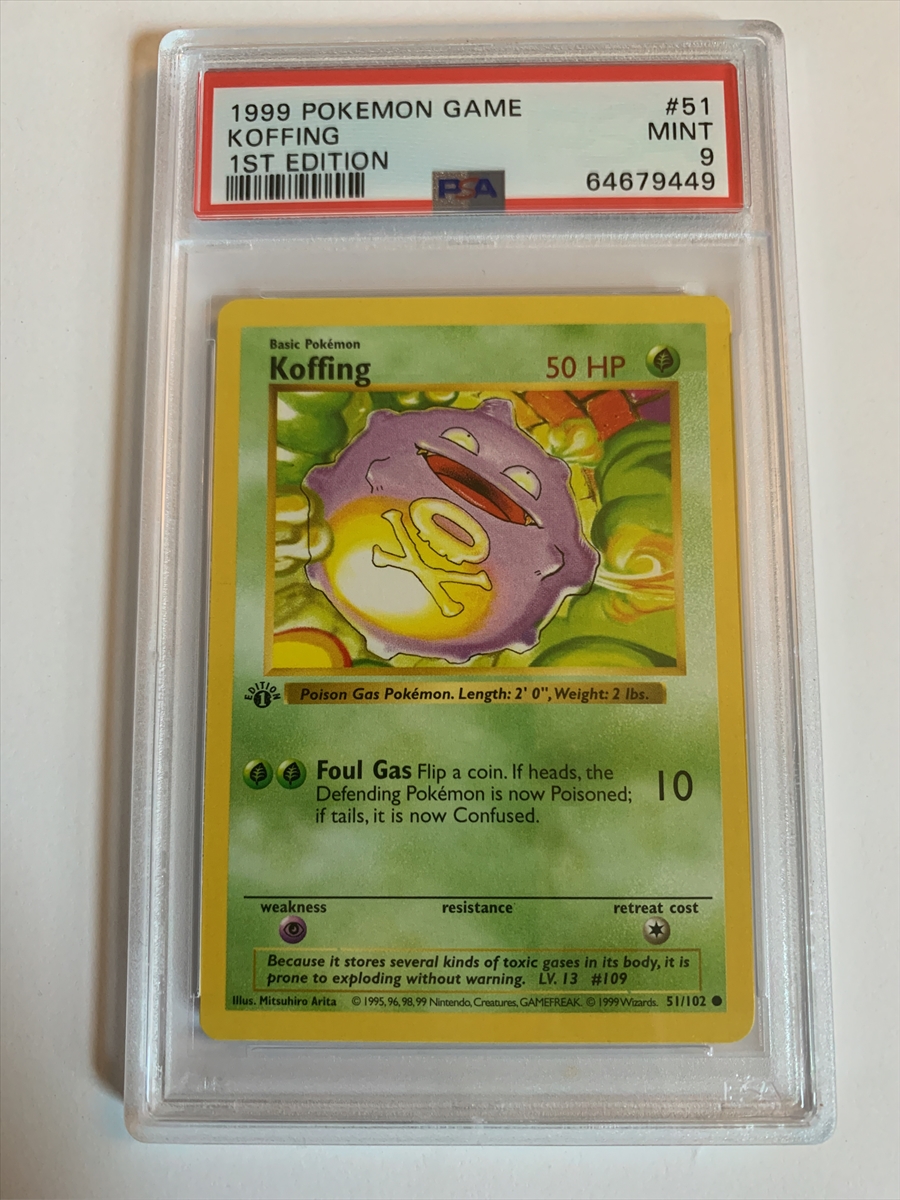 1999 POKEMON GAME #51
KOFFING MINT
1ST EDITION 9
64679449
PSA
Basic Pokémon
Koffing 50 HP
EDITION
1
Poison Gas Pokémon. Length: 2' 0", Weight: 2 lbs.
Foul Gas Flip a coin. If heads, the
Defending Pokémon is now Poisoned;
if tails, it is now Confused.
10
weakness resistance retreat cost
Because it stores several kinds of toxic gases in its body, it is
prone to exploding without warning. LV. 13 #109
Illus. Mitsuhiro Arita © 1995, 96, 98, 99 Nintendo, Creatures, GAMEFREAK. © 1999 Wizards. 51/102
PSA